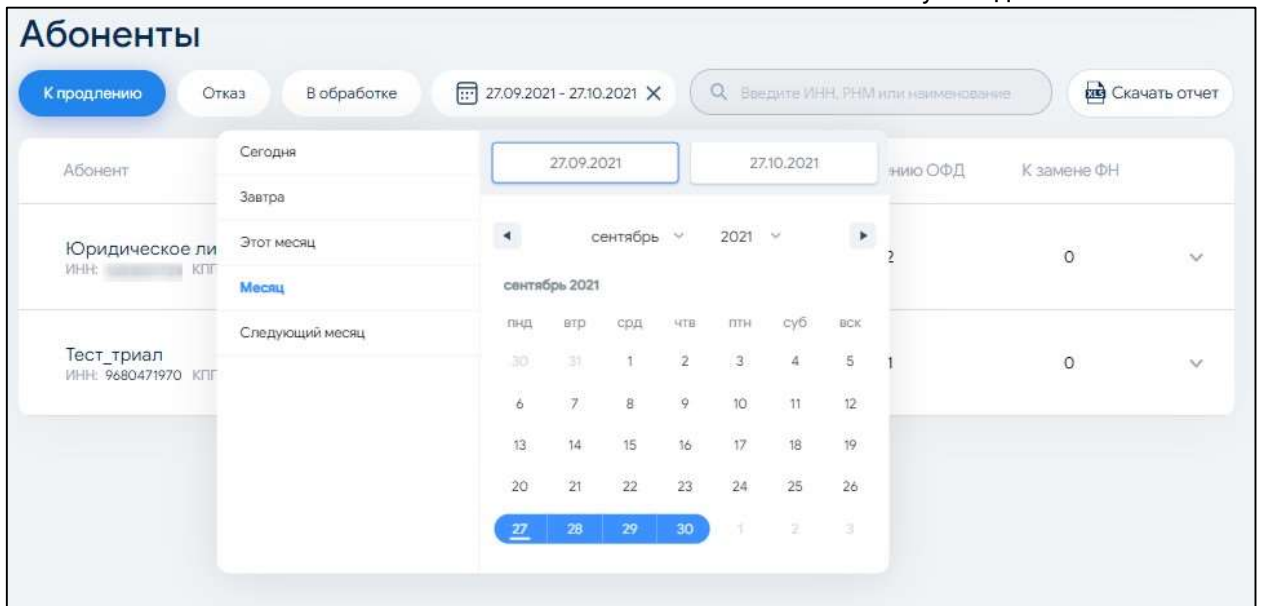 Абоненты
К продлению Отказ В обработке 27.09.2021 - 27.10.2021 Введите ИНН, РНМ или наименование XLS Скачать отчет
Абонент нию ОФД К замене ФН
Сегодня
Завтра
Этот месяц
Месяц
Следующий месяц
27.09.2021 27.10.2021
сентябрь 2021
сентябрь 2021
пнд втр срд чтв птн суб вск
30 31 1 2 3 4 5
6 7 8 9 10 11 12
13 14 15 16 17 18 19
20 21 22 23 24 25 26
27 28 29 30 1 2 3
Юридическое ли 2 0
ИНН: КПП
Тест_триал 1 0
ИНН: 9680471970 КПП